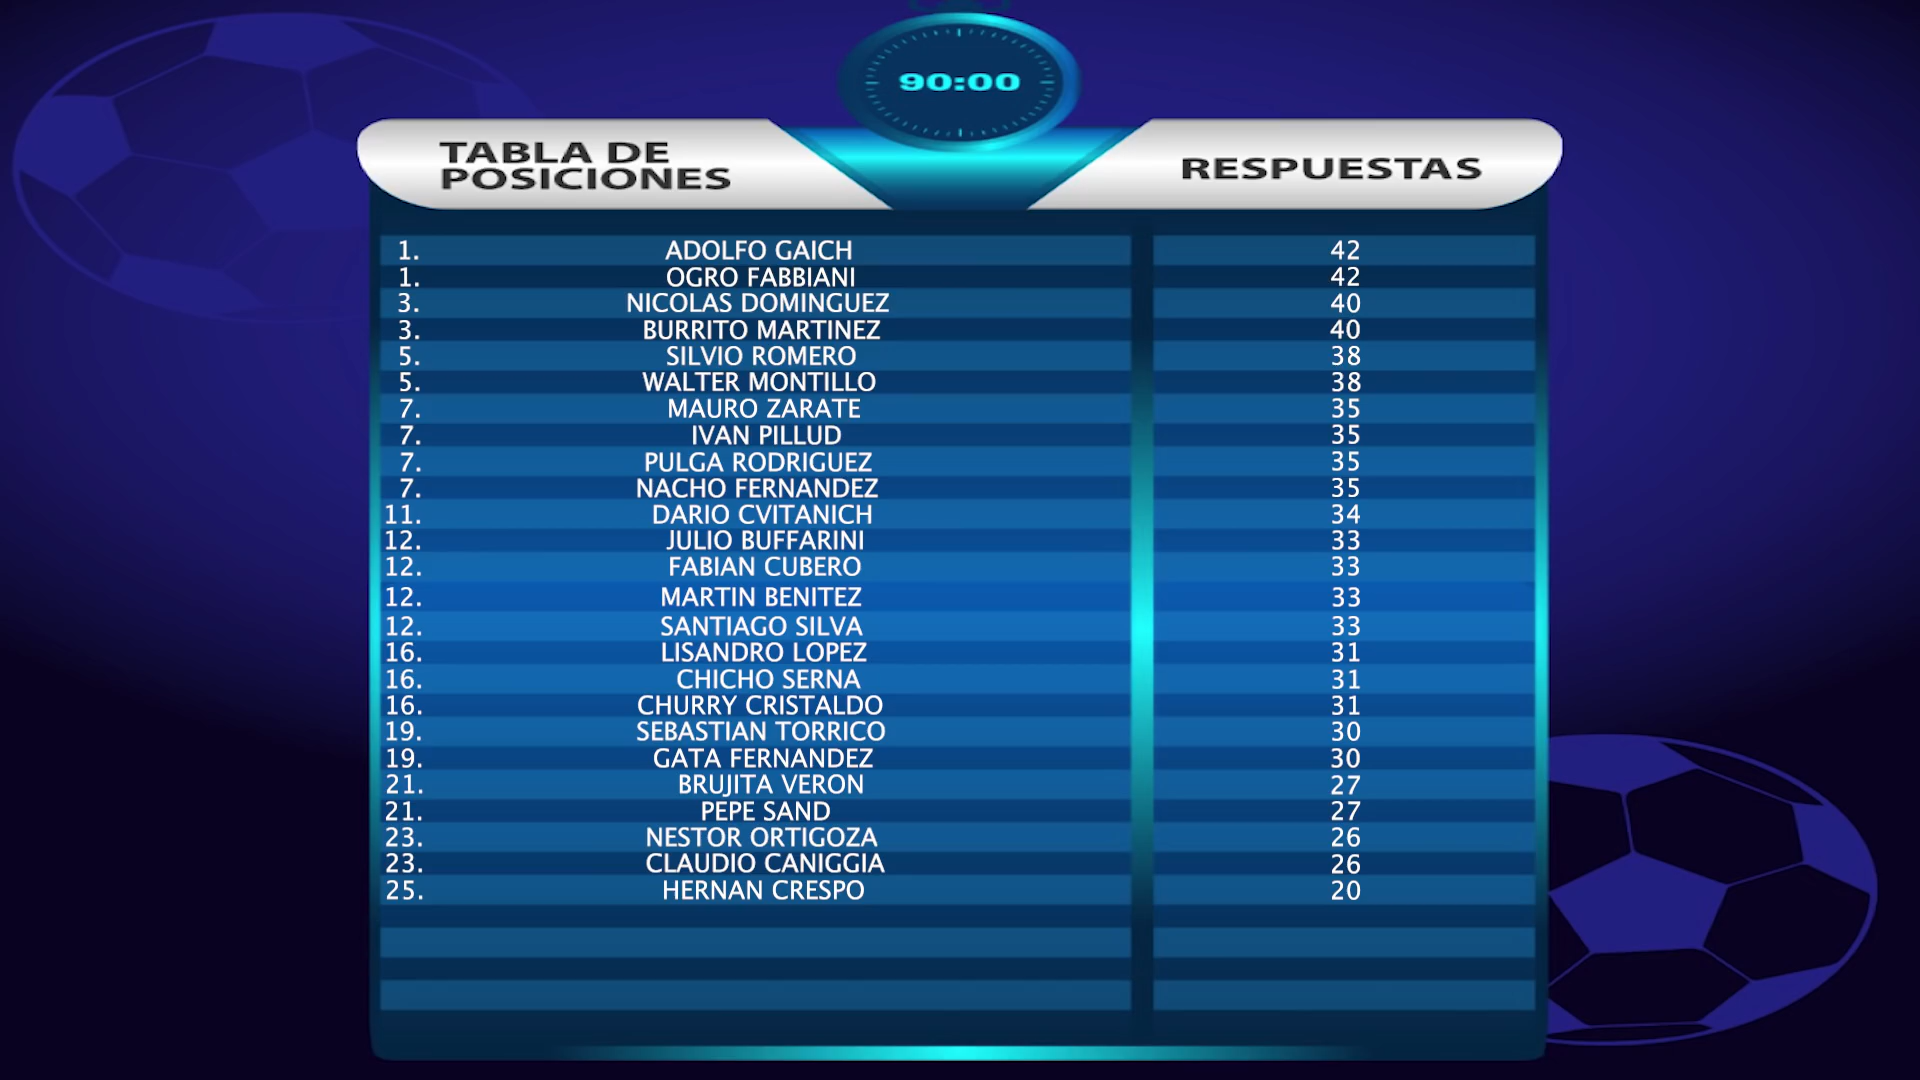 90:00
TABLA DE
POSICIONES
RESPUESTAS
1. ADOLFO GAICH 42
1. OGRO FABBIANI 42
3. NICOLAS DOMINGUEZ 40
3. BURRITO MARTINEZ 40
5. SILVIO ROMERO 38
5. WALTER MONTILLO 38
7. MAURO ZARATE 35
7. IVAN PILLUD 35
7. PULGA RODRIGUEZ 35
7. NACHO FERNANDEZ 35
11. DARIO CVITANICH 34
12. JULIO BUFFARINI 33
12. FABIAN CUBERO 33
12. MARTIN BENITEZ 33
12. SANTIAGO SILVA 33
16. LISANDRO LOPEZ 31
16. CHICHO SERNA 31
16. CHURRY CRISTALDO 31
19. SEBASTIAN TORRICO 30
19. GATA FERNANDEZ 30
21. BRUJITA VERON 27
21. PEPE SAND 27
23. NESTOR ORTIGOZA 26
23. CLAUDIO CANIGGIA 26
25. HERNAN CRESPO 20